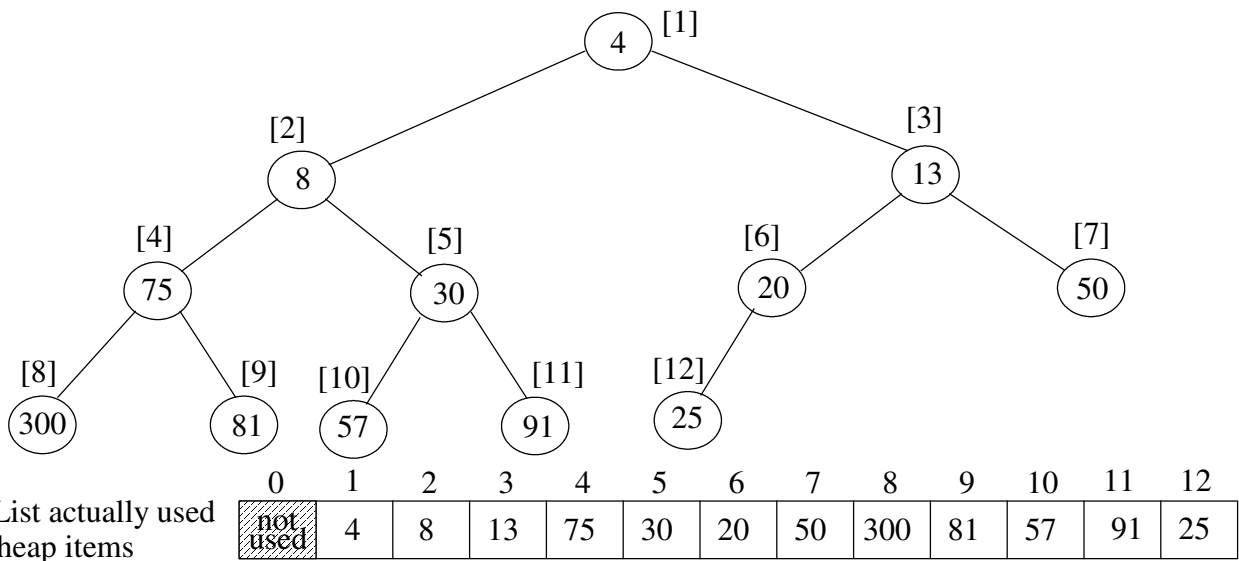 4 [1]
[2] [3]
8 13
[4] [5] [6] [7]
75 30 20 50
[8] [9] [10] [11] [12]
300 81 57 91 25
0 1 2 3 4 5 6 7 8 9 10 11 12
List actually used
not used 4 8 13 75 30 20 50 300 81 57 91 25
heap items